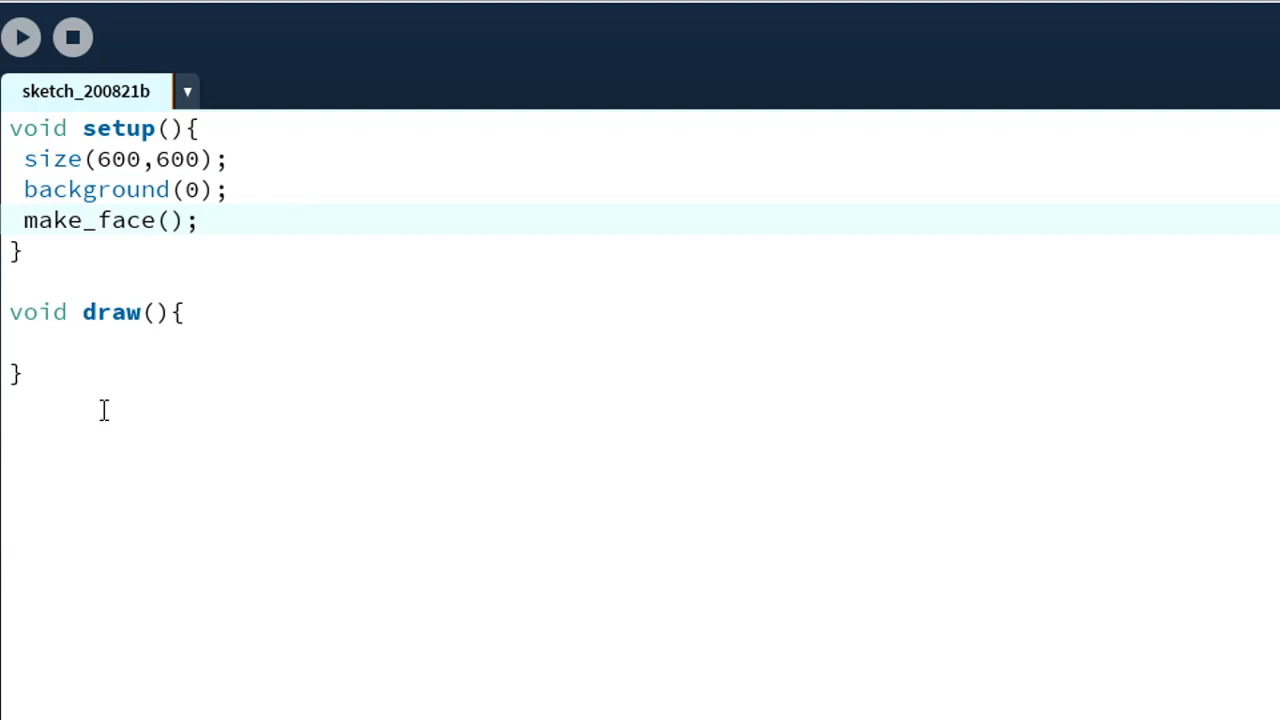 sketch_200821b
void setup(){
 size(600,600);
 background(0);
 make_face();
}
void draw(){
}